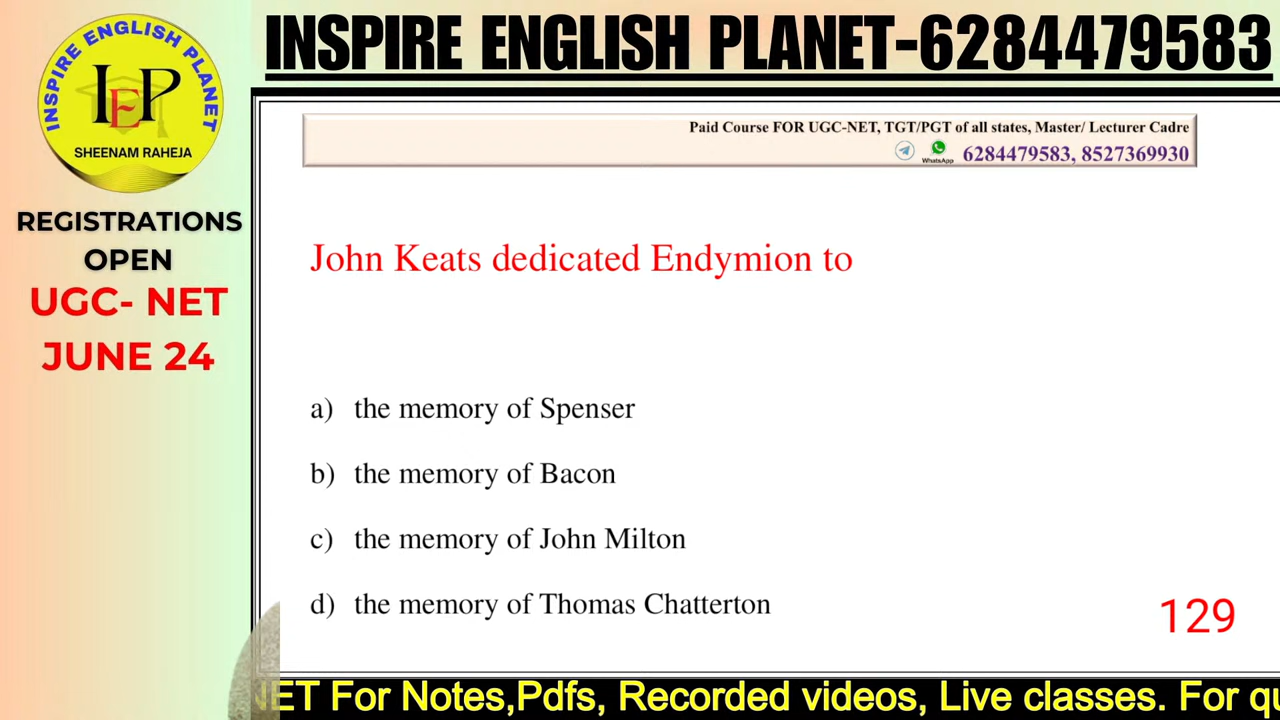 INSPIRE ENGLISH PLANET-6284479583
INSPIRE ENGLISH PLANET
IEP
SHEENAM RAHEJA
REGISTRATIONS
OPEN
UGC- NET
JUNE 24
Paid Course FOR UGC-NET, TGT/PGT of all states, Master/ Lecturer Cadre
WhatsApp 6284479583, 8527369930
John Keats dedicated Endymion to
a) the memory of Spenser
b) the memory of Bacon
c) the memory of John Milton
d) the memory of Thomas Chatterton
129
For Notes,Pdfs, Recorded videos, Live classes. For